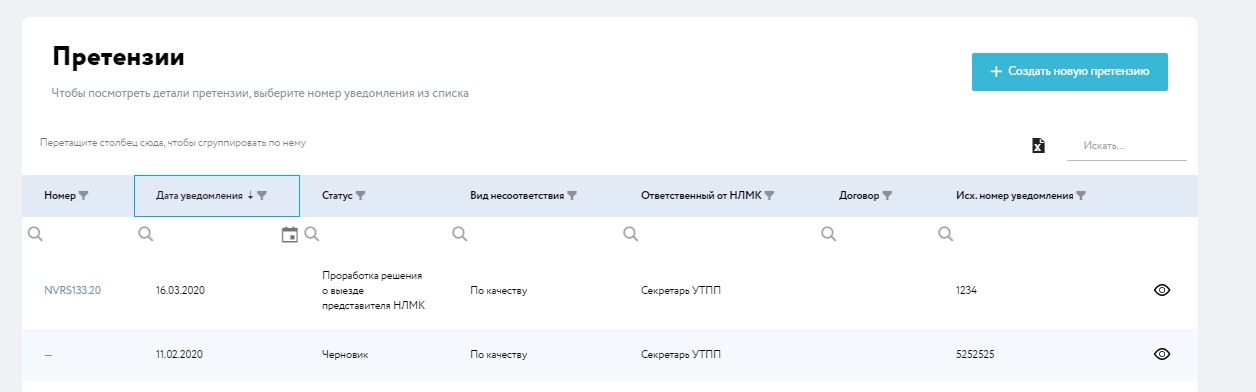 Претензии
+ Создать новую претензию
Чтобы посмотреть детали претензии, выберите номер уведомления из списка
Перетащите столбец сюда, чтобы сгруппировать по нему
Искать...
Номер Дата уведомления ↓ Статус Вид несоответствия Ответственный от НЛМК Договор Исх. номер уведомления
NVRS133.20 16.03.2020 Проработка решения о выезде представителя НЛМК По качеству Секретарь УТПП 1234
— 11.02.2020 Черновик По качеству Секретарь УТПП 5252525